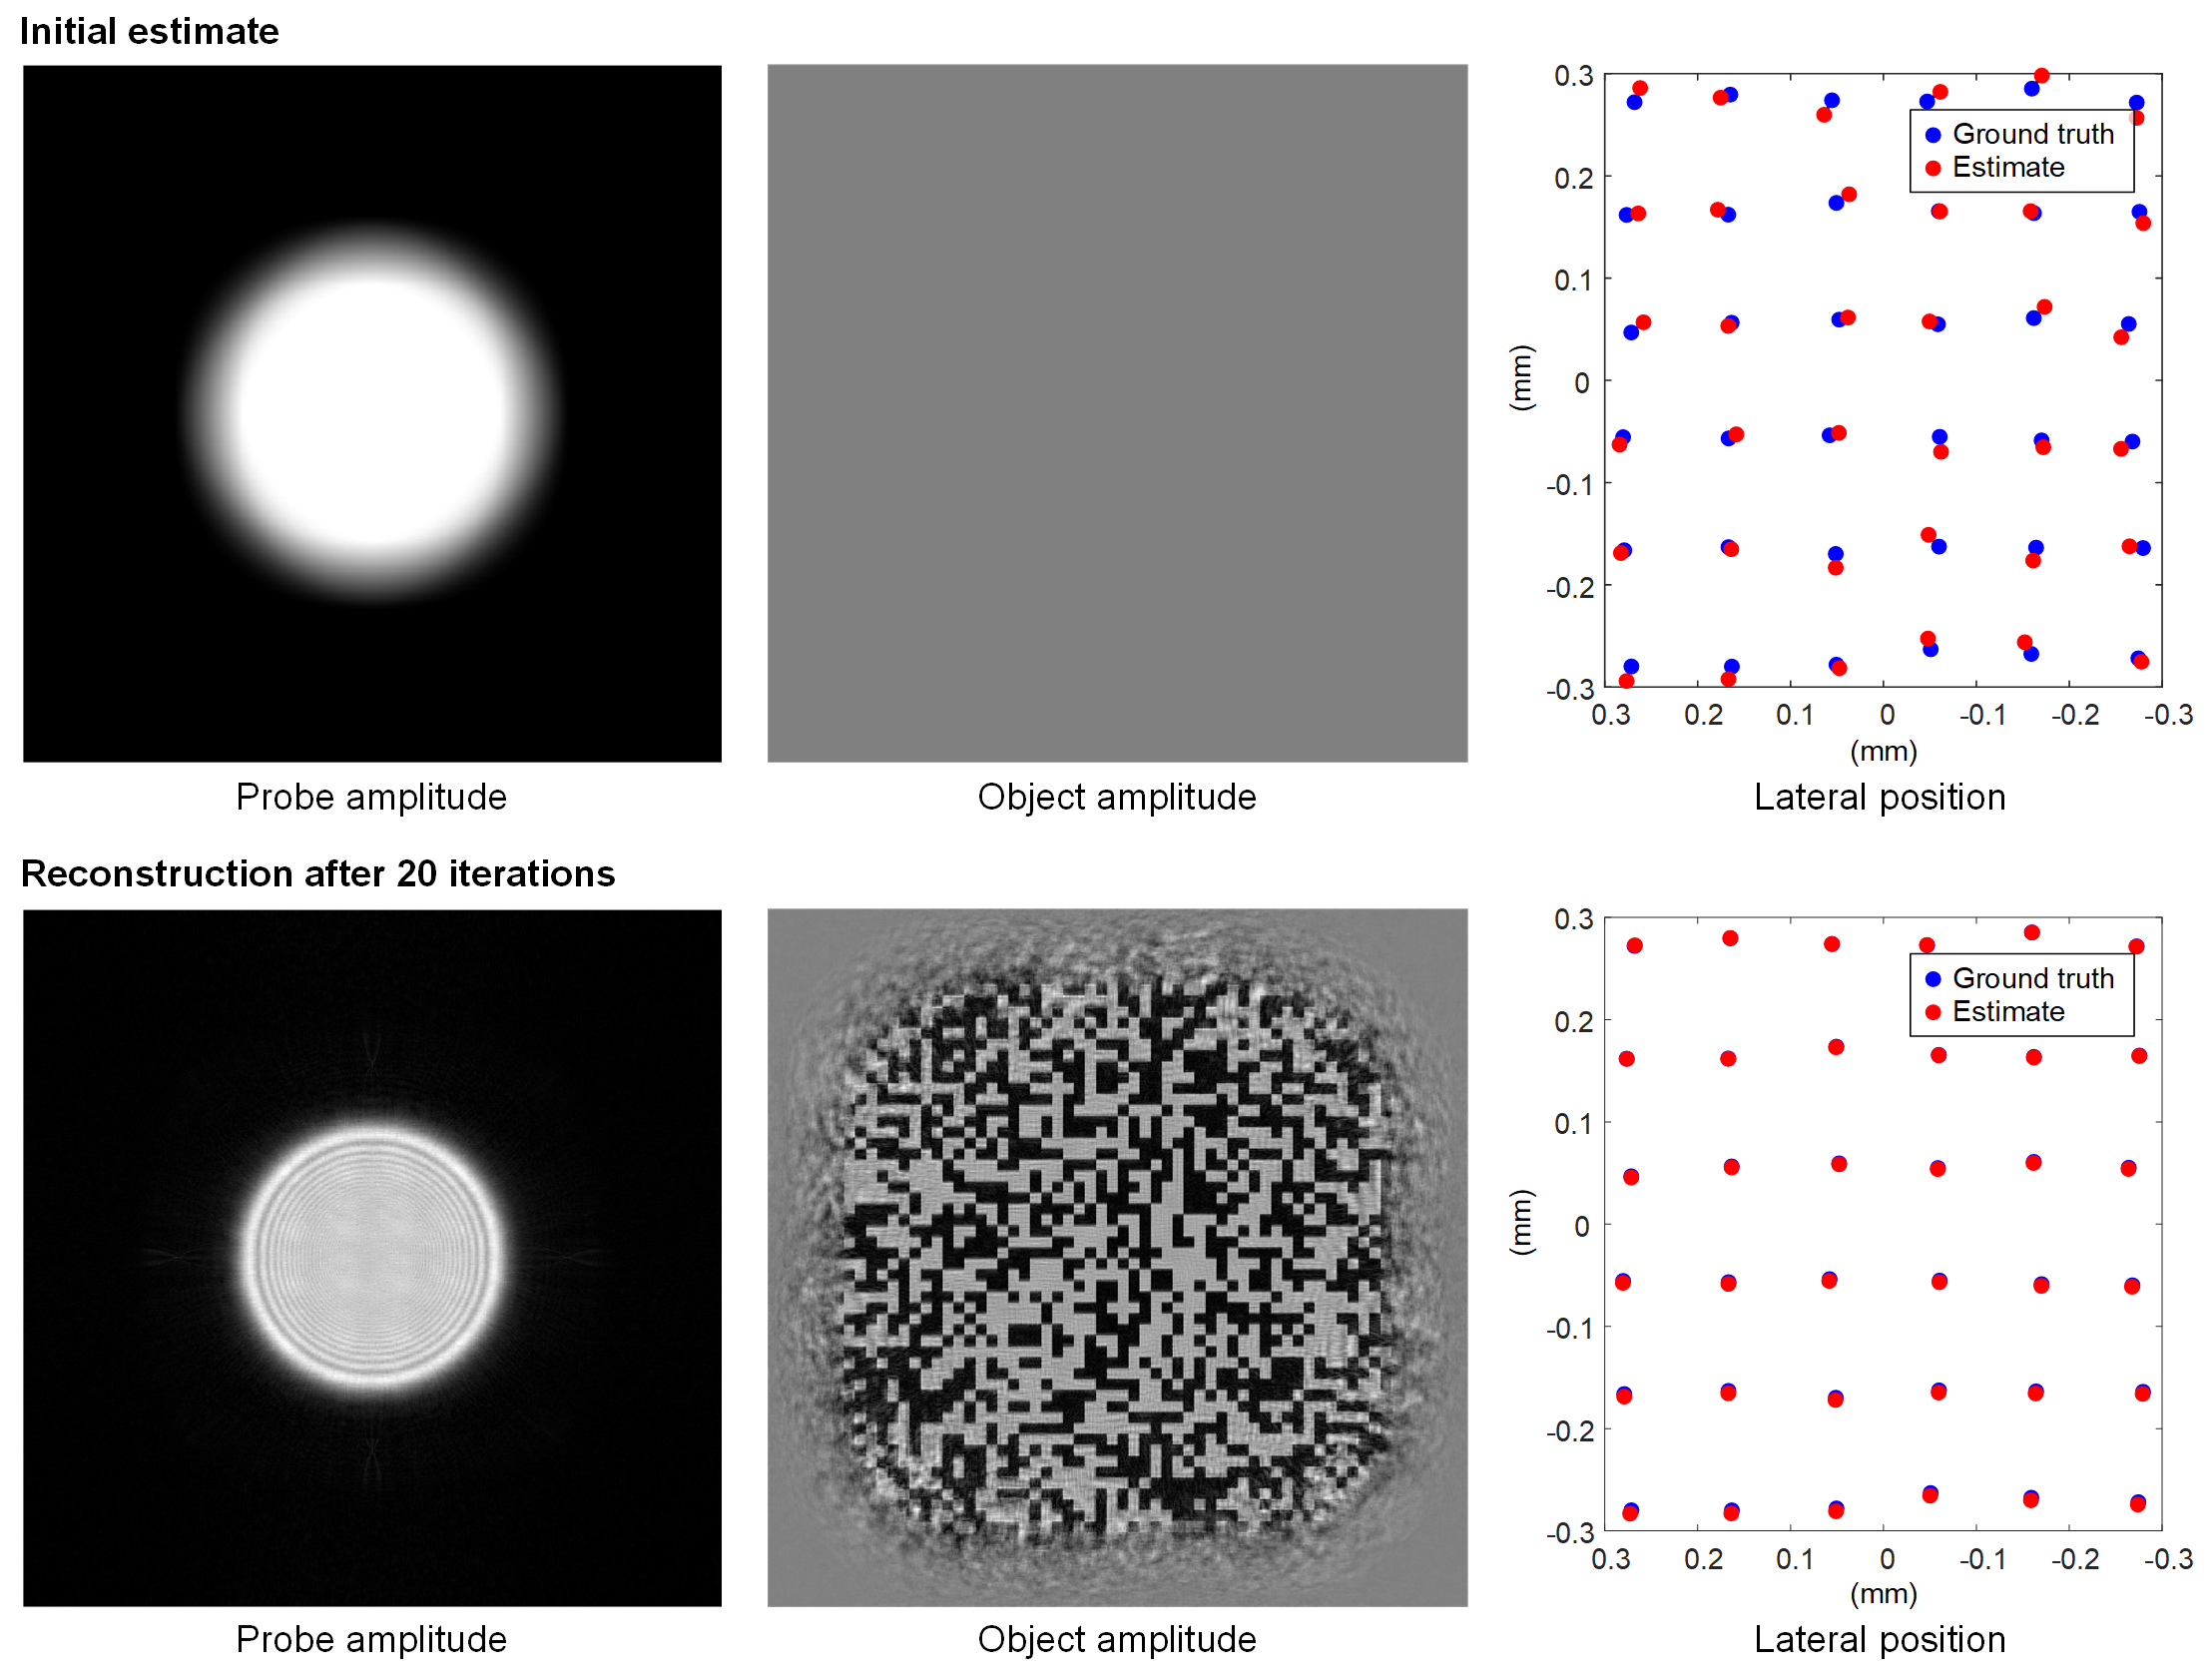 Initial estimate
0.3
0.2
0.1
0
-0.1
-0.2
-0.3
(mm)
Ground truth
Estimate
0.3 0.2 0.1 0 -0.1 -0.2 -0.3
(mm)
Probe amplitude
Object amplitude
Lateral position
Reconstruction after 20 iterations
0.3
0.2
0.1
0
-0.1
-0.2
-0.3
(mm)
Ground truth
Estimate
0.3 0.2 0.1 0 -0.1 -0.2 -0.3
(mm)
Probe amplitude
Object amplitude
Lateral position